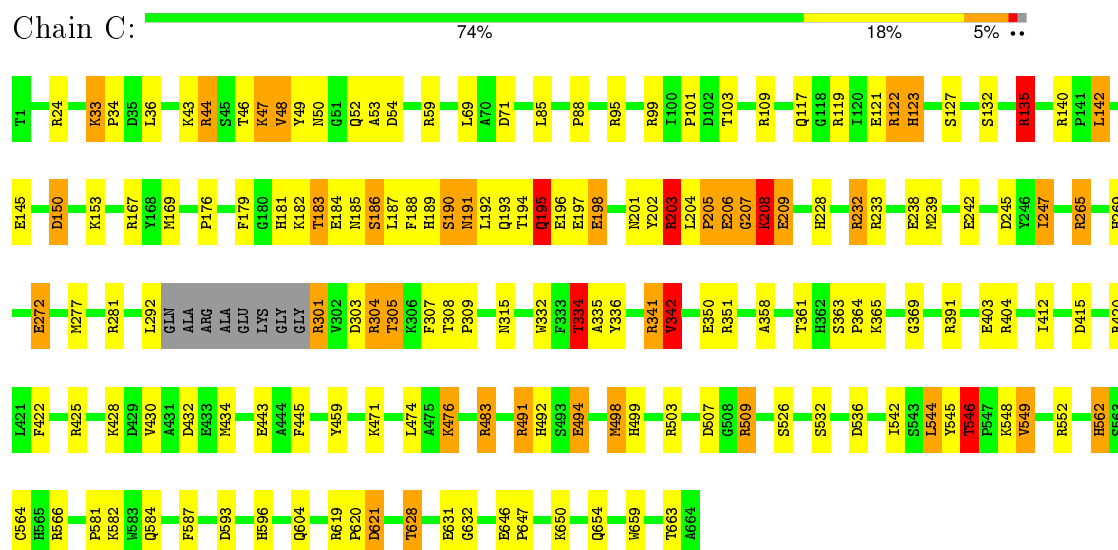 Chain C:
74% 18% 5% ••
T1 R24 K33 P34 D35 L36 K43 R44 S45 T46 K47 V48 Y49 N50 G51 Q52 A53 D54 R59 L69 A70 D71 L85 P88 R95 R99 I100 P101 D102 T103 R109 Q117 G118 R119 I120 E121 R122 H123 S127 S132 R135 R140 P141 L142
E145 D150 K153 R167 Y168 M169 P176 F179 G180 H181 K182 T183 E184 N185 S186 L187 F188 H189 S190 N191 L192 Q193 T194 Q195 E196 E197 E198 N201 Y202 R203 L204 P205 E206 G207 K208 E209 H228 R232 R233 E238 M239 E242 D245 Y246 I247 R265
E272 M277 R281 L292 GLN ALA ARG ALA GLU LYS GLY GLY R301 V302 D303 R304 T305 K306 F307 T308 P309 N315 W332 F333 T334 A335 Y336 R341 V342 E350 R351 A358 T361 H362 S363 P364 K365 G369 R391 E403 R404 I412 D415
L421 F422 R425 K428 D429 V430 A431 D432 E433 M434 E443 A444 F445 Y459 K471 L474 A475 K476 R483 R491 H492 S493 E494 M498 H499 R503 D507 G508 R509 S526 S532 D536 I542 S543 L544 Y545 T546 P547 K548 V549 R552 H562 S563
C564 H565 R566 P581 K582 W583 Q584 F587 D593 H596 Q604 R619 P620 D621 T628 E631 G632 E646 P647 K650 Q654 W659 T663 A664